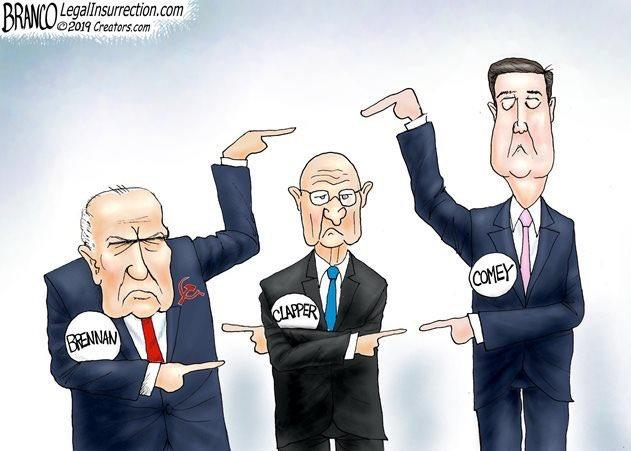 BRANCO LegalInsurrection.com
©2019 Creators.com
BRENNAN
CLAPPER
COMEY